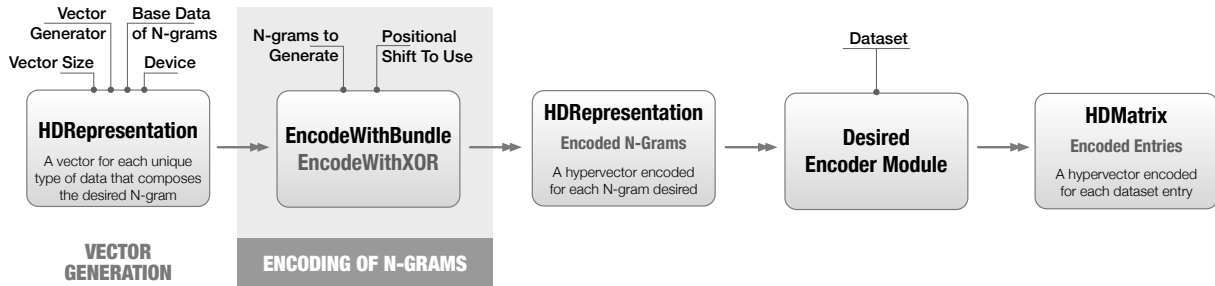 Vector
Generator
Base Data
of N-grams
Vector Size
Device
HDRepresentation
A vector for each unique
type of data that composes
the desired N-gram
VECTOR
GENERATION
N-grams to
Generate
Positional
Shift To Use
EncodeWithBundle
EncodeWithXOR
ENCODING OF N-GRAMS
HDRepresentation
Encoded N-Grams
A hypervector encoded
for each N-gram desired
Dataset
Desired
Encoder Module
HDMatrix
Encoded Entries
A hypervector encoded
for each dataset entry